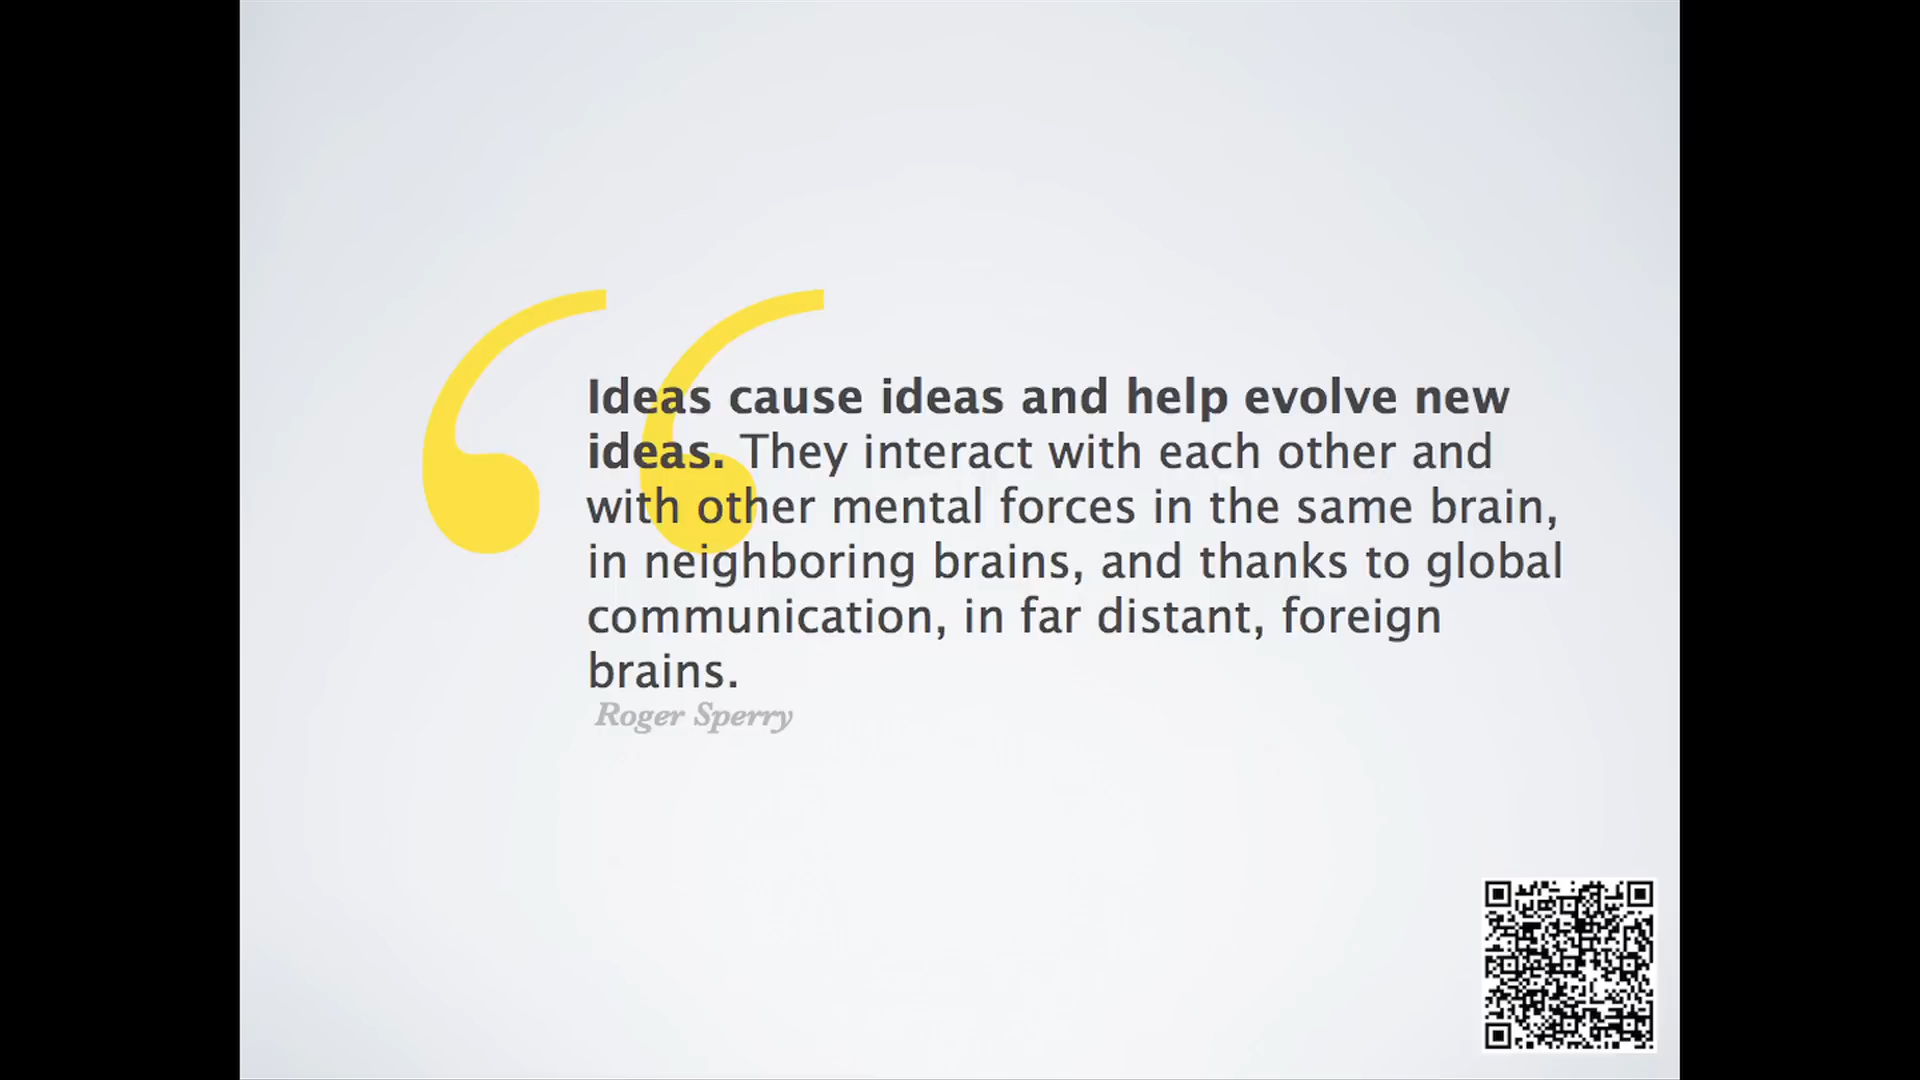 Ideas cause ideas and help evolve new
ideas. They interact with each other and
with other mental forces in the same brain,
in neighboring brains, and thanks to global
communication, in far distant, foreign
brains.
Roger Sperry